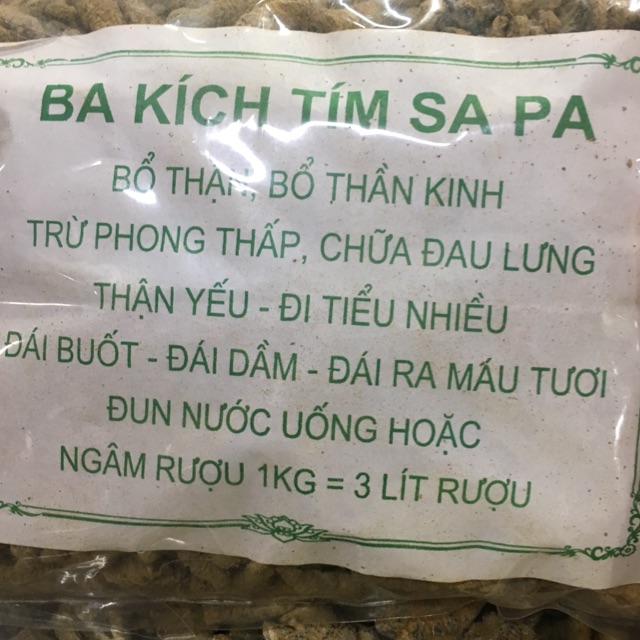 BA KÍCH TÍM SA PA
BỔ THẬN, BỔ THẦN KINH
TRỪ PHONG THẤP, CHỮA ĐAU LƯNG
THẬN YẾU - ĐI TIỂU NHIỀU
ĐÁI BUỐT - ĐÁI DẦM - ĐÁI RA MÁU TƯƠI
ĐUN NƯỚC UỐNG HOẶC
NGÂM RƯỢU 1KG = 3 LÍT RƯỢU